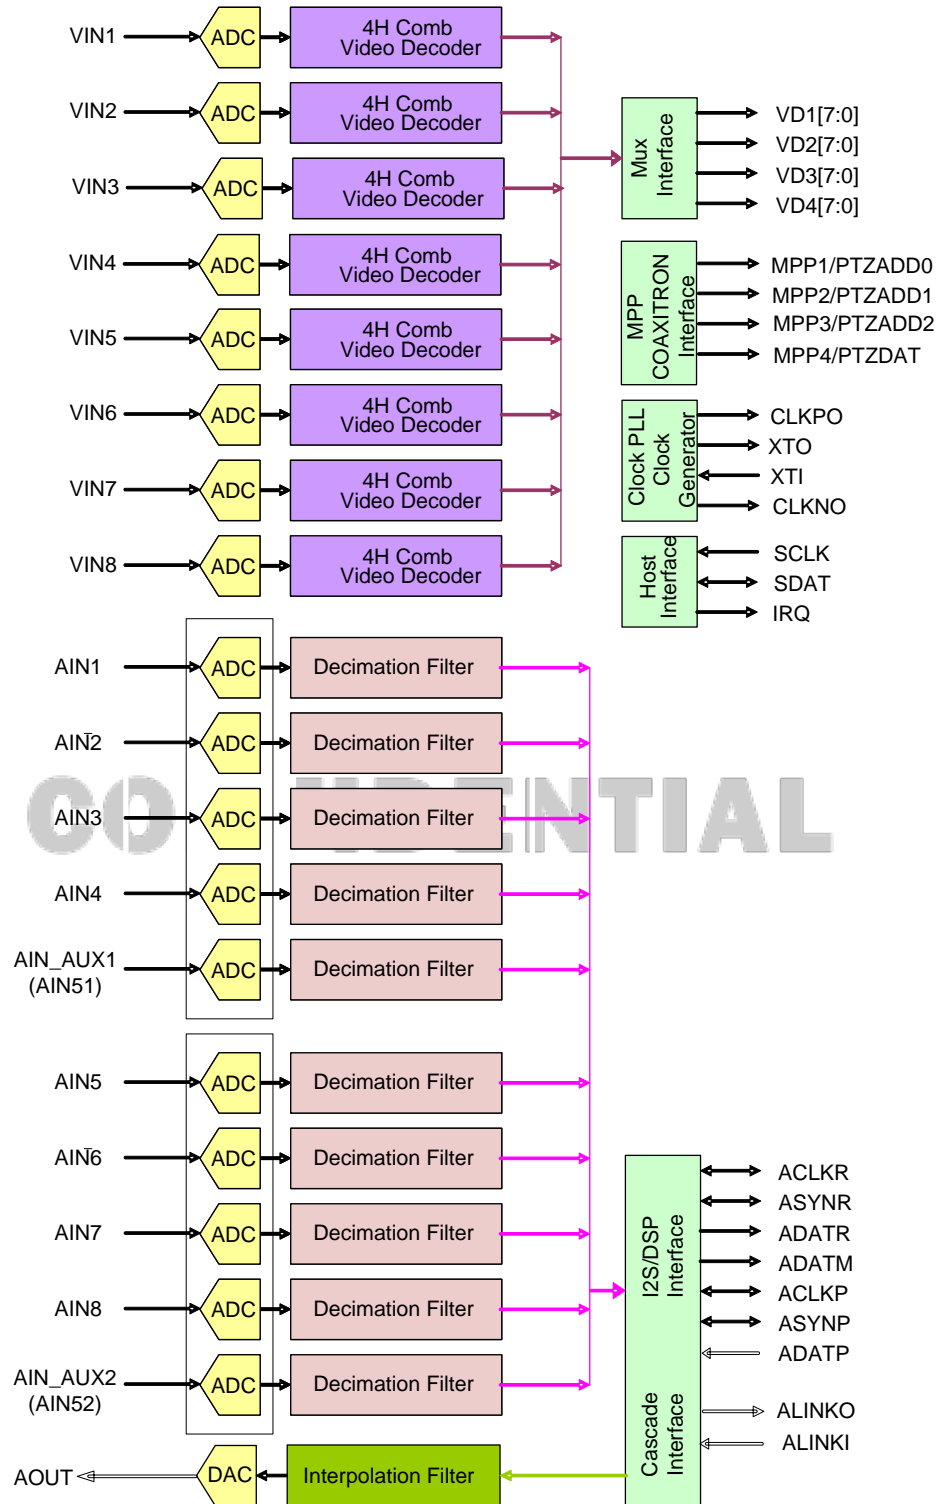 VIN1 ADC 4H Comb
Video Decoder
VIN2 ADC 4H Comb
Video Decoder
VIN3 ADC 4H Comb
Video Decoder
VIN4 ADC 4H Comb
Video Decoder
VIN5 ADC 4H Comb
Video Decoder
VIN6 ADC 4H Comb
Video Decoder
VIN7 ADC 4H Comb
Video Decoder
VIN8 ADC 4H Comb
Video Decoder
Mux
Interface
VD1[7:0]
VD2[7:0]
VD3[7:0]
VD4[7:0]
MPP
COAXITRON
Interface
MPP1/PTZADD0
MPP2/PTZADD1
MPP3/PTZADD2
MPP4/PTZDAT
Clock PLL
Clock
Generator
CLKPO
XTO
XTI
CLKNO
Host
Interface
SCLK
SDAT
IRQ
AIN1 ADC Decimation Filter
AIN2 ADC Decimation Filter
CONFIDENTIAL
AIN3 ADC Decimation Filter
AIN4 ADC Decimation Filter
AIN_AUX1
(AIN51)
ADC Decimation Filter
AIN5 ADC Decimation Filter
AIN6 ADC Decimation Filter
AIN7 ADC Decimation Filter
AIN8 ADC Decimation Filter
AIN_AUX2
(AIN52)
ADC Decimation Filter
I2S/DSP
Interface
ACLKR
ASYNR
ADATR
ADATM
ACLKP
ASYNP
ADATP
Cascade
Interface
ALINKO
ALINKI
AOUT DAC Interpolation Filter